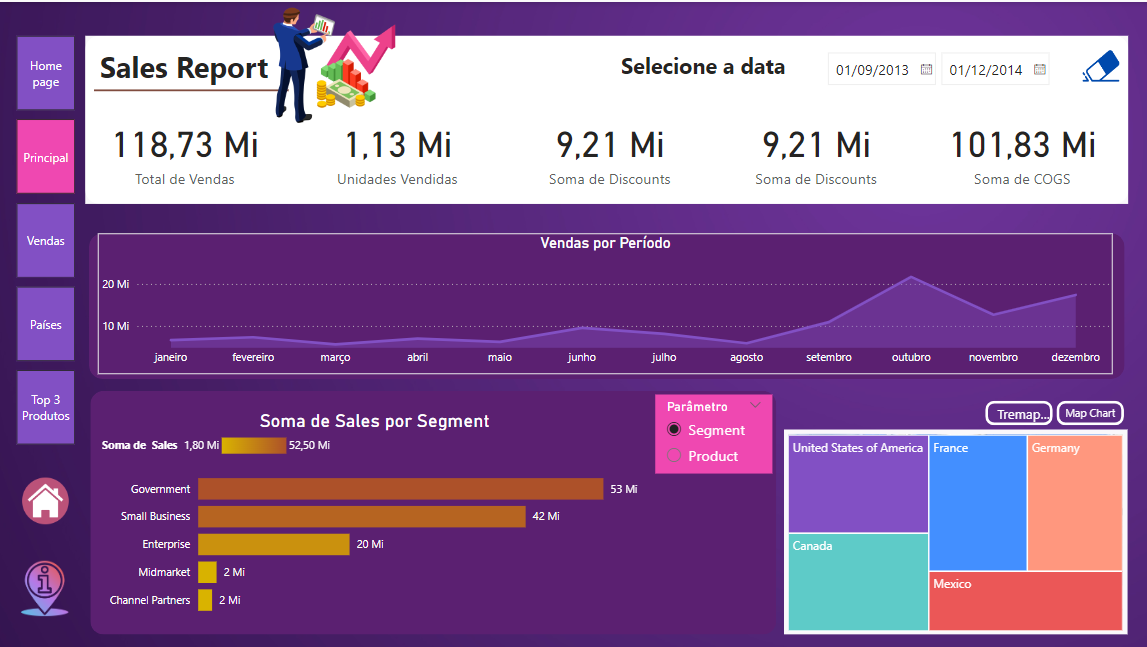 Home
page
Principal
Vendas
Países
Top 3
Produtos
Sales Report
Selecione a data
01/09/2013
01/12/2014
118,73 Mi
Total de Vendas
1,13 Mi
Unidades Vendidas
9,21 Mi
Soma de Discounts
9,21 Mi
Soma de Discounts
101,83 Mi
Soma de COGS
Vendas por Período
20 Mi
10 Mi
janeiro
fevereiro
março
abril
maio
junho
julho
agosto
setembro
outubro
novembro
dezembro
Soma de Sales por Segment
Soma de Sales 1,80 Mi 52,50 Mi
Government 53 Mi
Small Business 42 Mi
Enterprise 20 Mi
Midmarket 2 Mi
Channel Partners 2 Mi
Parâmetro
Segment
Product
Tremap...
Map Chart
United States of America
France
Germany
Canada
Mexico